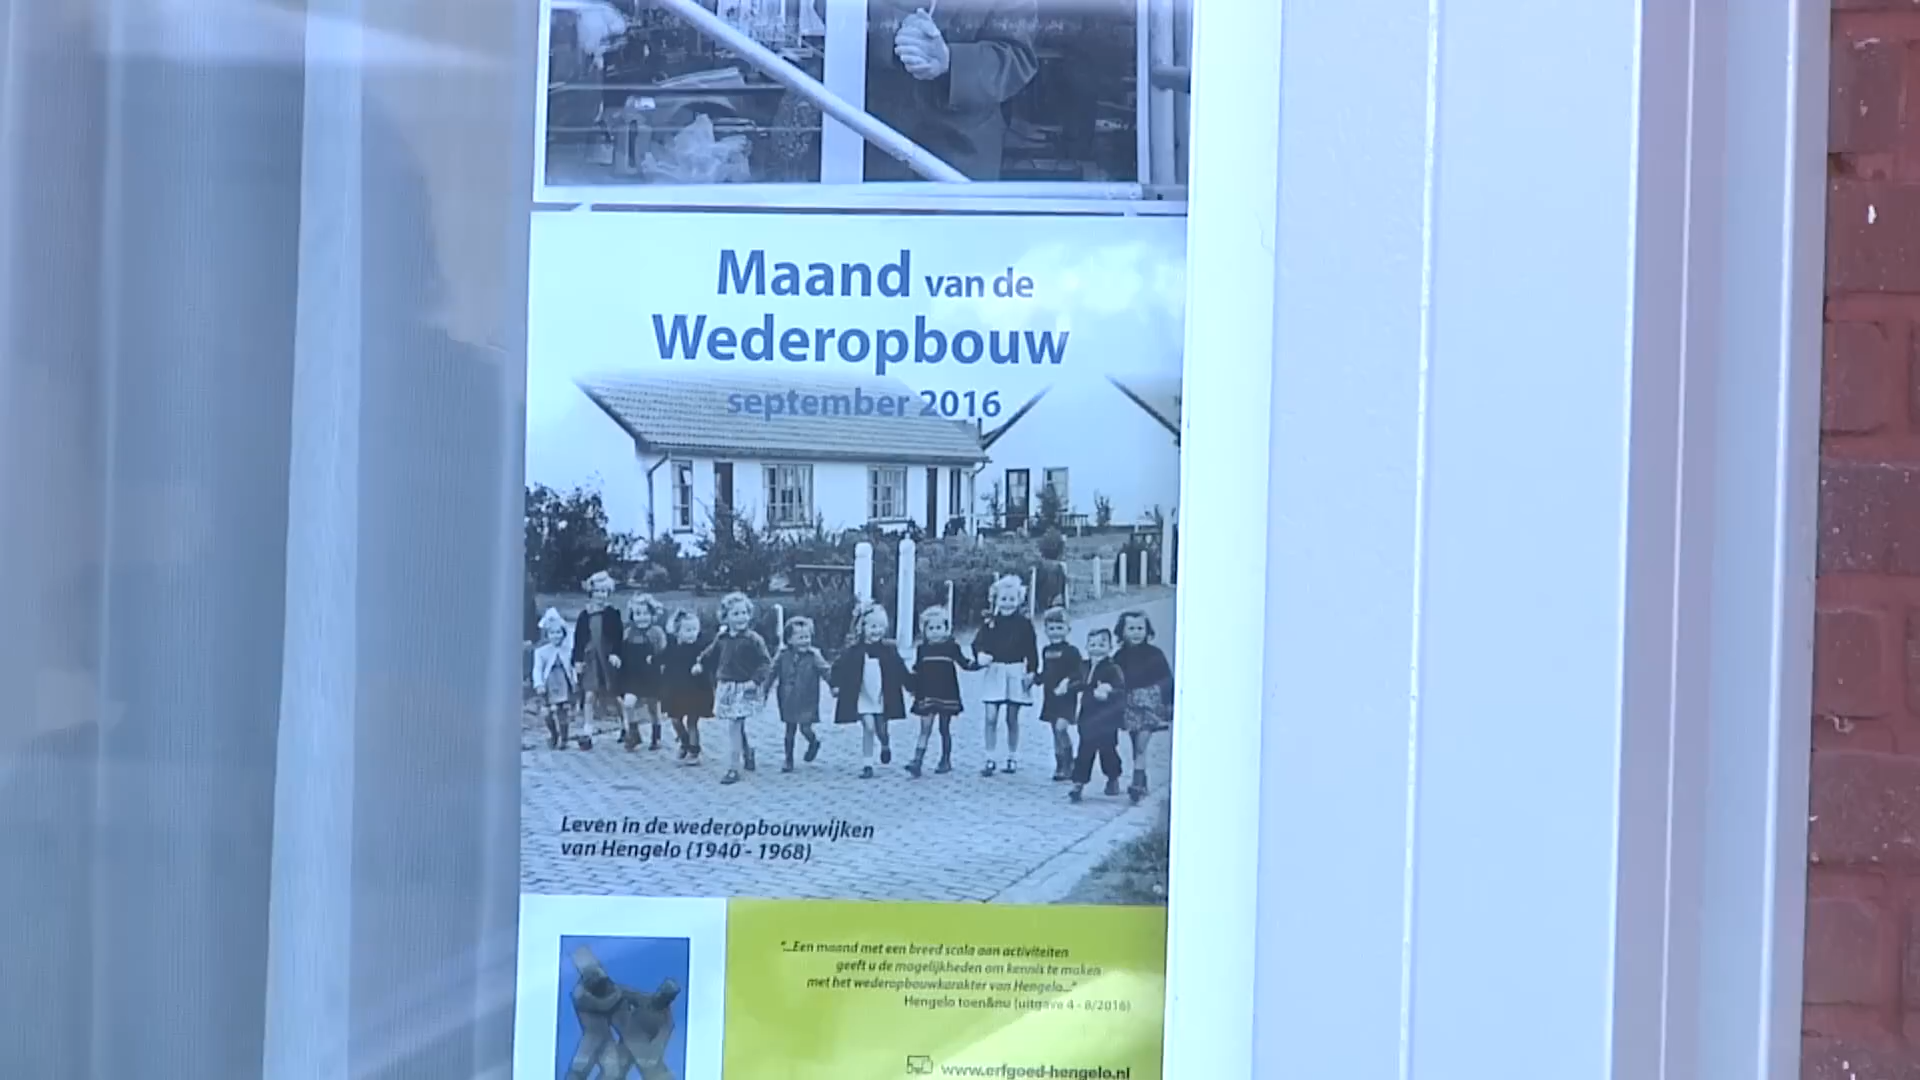 Maand van de
Wederopbouw
september 2016
Leven in de wederopbouwwijken
van Hengelo (1940 - 1968)
"...Een maand met een breed scala aan activiteiten
geeft u de mogelijkheden om kennis te maken
met het wederopbouwkarakter van Hengelo..."
Hengelo toen&nu (uitgave 4 - 8/2016)
www.erfgoed-hengelo.nl